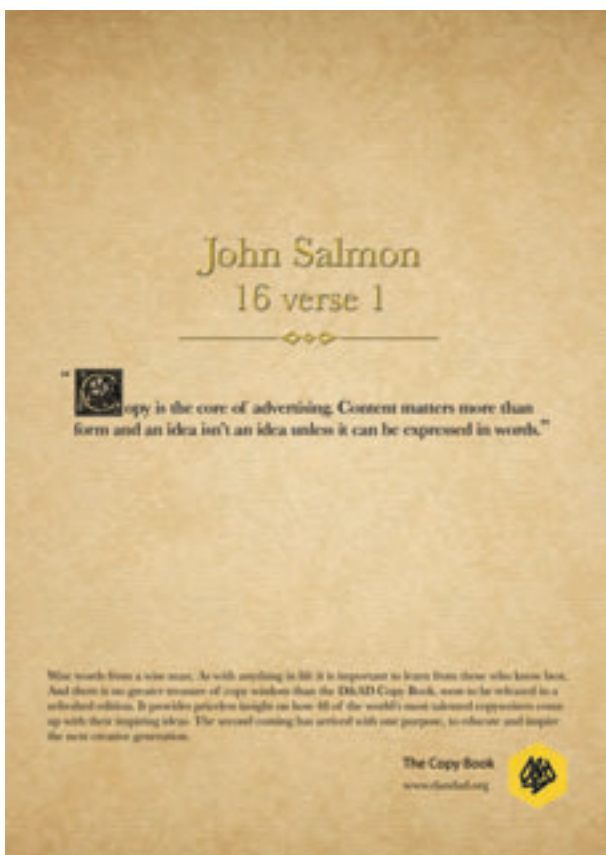 John Salmon
16 verse 1
“Copy is the core of advertising. Content matters more than
form and an idea isn't an idea unless it can be expressed in words.”
Wise words from a wise man. As with anything in life it is important to learn from those who know best.
And there is no greater treasure of copy wisdom than the D&AD Copy Book, soon to be released in a
refreshed edition. It provides priceless insight on how 48 of the world's most talented copywriters come
up with their inspiring ideas. The second coming has arrived with one purpose, to educate and inspire
the next creative generation.
The Copy Book
www.dandad.org